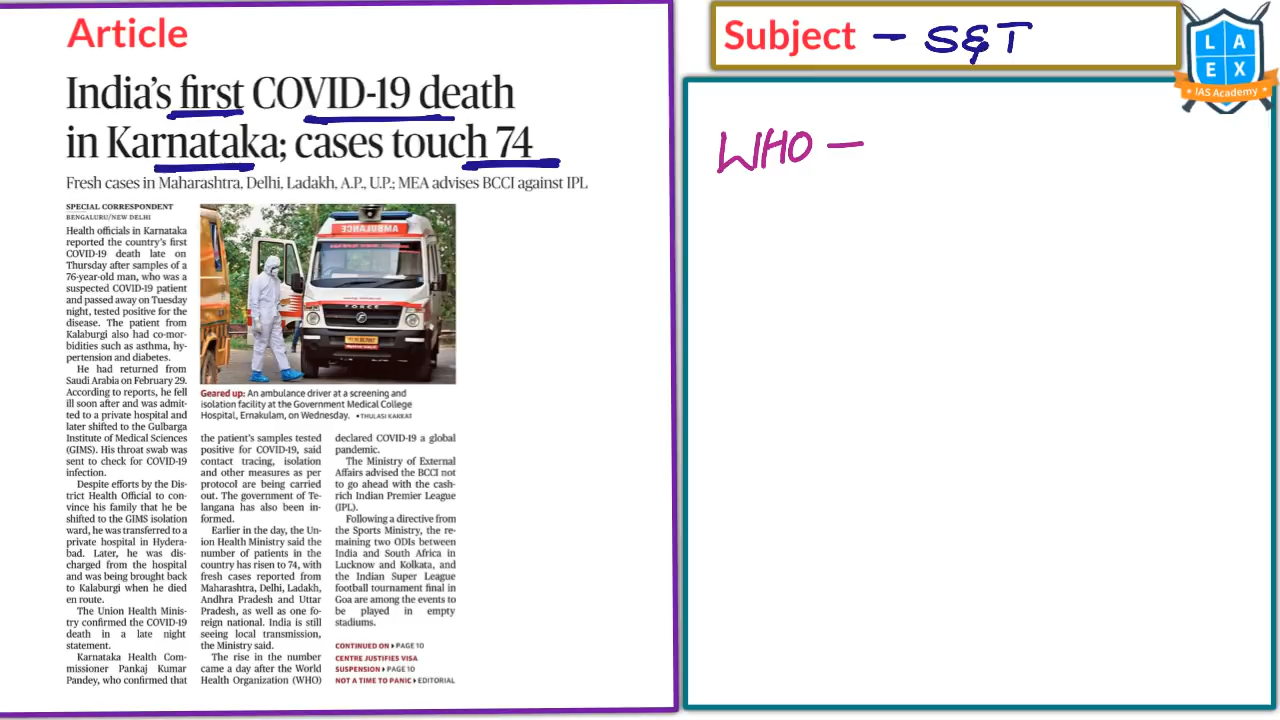 Article
India's first COVID-19 death
in Karnataka; cases touch 74
Fresh cases in Maharashtra, Delhi, Ladakh, A.P., U.P.; MEA advises BCCI against IPL
SPECIAL CORRESPONDENT
BENGALURU/NEW DELHI
Health officials in Karnataka
reported the country's first
COVID-19 death late on
Thursday after samples of a
76-year-old man, who was a
suspected COVID-19 patient
and passed away on Tuesday
night, tested positive for the
disease. The patient from
Kalaburgi also had co-mor-
bidities such as asthma, hy-
pertension and diabetes.
He had returned from
Saudi Arabia on February 29.
According to reports, he fell
ill soon after and was admit-
ted to a private hospital and
later shifted to the Gulbarga
Institute of Medical Sciences
(GIMS). His throat swab was
sent to check for COVID-19
infection.
Despite efforts by the Dis-
trict Health Official to con-
vince his family that he be
shifted to the GIMS isolation
ward, he was transferred to a
private hospital in Hydera-
bad. Later, he was dis-
charged from the hospital
and was being brought back
to Kalaburgi when he died
en route.
The Union Health Minis-
try confirmed the COVID-19
death in a late night
statement.
Karnataka Health Com-
missioner Pankaj Kumar
Pandey, who confirmed that
AMBULANCE
FORCE
Geared up: An ambulance driver at a screening and
isolation facility at the Government Medical College
Hospital, Ernakulam, on Wednesday. • THULASI KAKKAT
the patient's samples tested
positive for COVID-19, said
contact tracing, isolation
and other measures as per
protocol are being carried
out. The government of Te-
langana has also been in-
formed.
Earlier in the day, the Un-
ion Health Ministry said the
number of patients in the
country has risen to 74, with
fresh cases reported from
Maharashtra, Delhi, Ladakh,
Andhra Pradesh and Uttar
Pradesh, as well as one fo-
reign national. India is still
seeing local transmission,
the Ministry said.
The rise in the number
came a day after the World
Health Organization (WHO)
declared COVID-19 a global
pandemic.
The Ministry of External
Affairs advised the BCCI not
to go ahead with the cash-
rich Indian Premier League
(IPL).
Following a directive from
the Sports Ministry, the re-
maining two ODIs between
India and South Africa in
Lucknow and Kolkata, and
the Indian Super League
football tournament final in
Goa are among the events to
be played in empty
stadiums.
CONTINUED ON ▸ PAGE 10
CENTRE JUSTIFIES VISA
SUSPENSION ▸ PAGE 10
NOT A TIME TO PANIC ▸ EDITORIAL
Subject - S&T
WHO -
L A
E X
IAS Academy